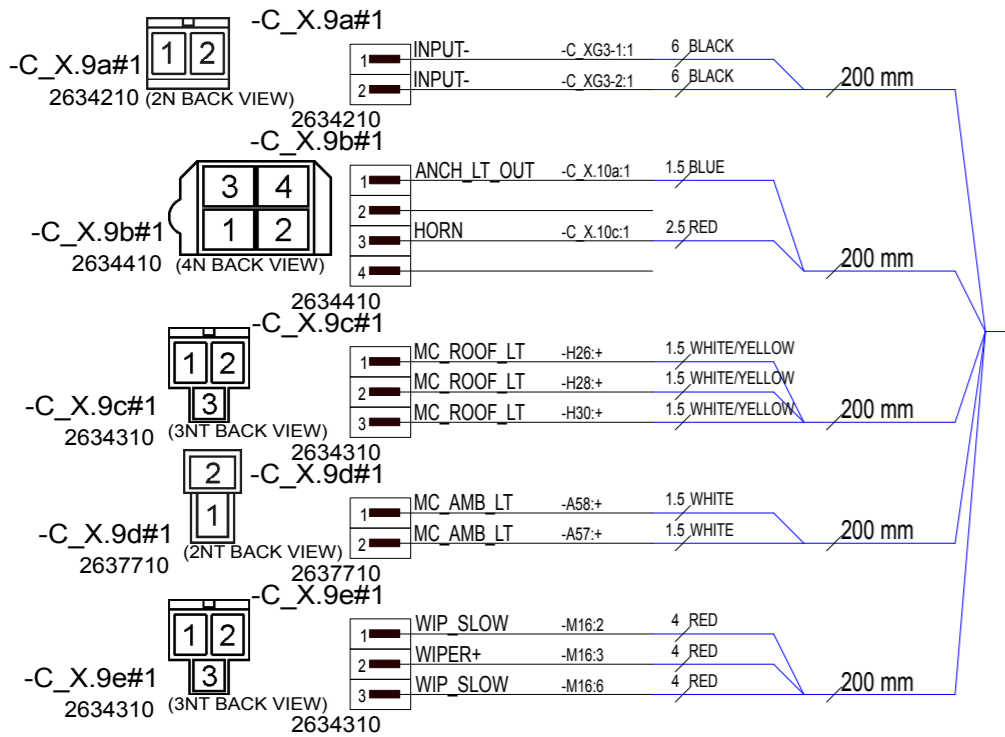 -C_X.9a#1
1 2
-C_X.9a#1
2634210 (2N BACK VIEW)
1 INPUT- -C_XG3-1:1 6 BLACK
2 INPUT- -C_XG3-2:1 6 BLACK
200 mm
2634210
-C_X.9b#1
3 4
1 2
-C_X.9b#1
2634410 (4N BACK VIEW)
1 ANCH_LT_OUT -C_X.10a:1 1.5 BLUE
2
3 HORN -C_X.10c:1 2.5 RED
4
200 mm
2634410
-C_X.9c#1
1 2
3
-C_X.9c#1
2634310 (3NT BACK VIEW)
1 MC_ROOF_LT -H26:+ 1.5 WHITE/YELLOW
2 MC_ROOF_LT -H28:+ 1.5 WHITE/YELLOW
3 MC_ROOF_LT -H30:+ 1.5 WHITE/YELLOW
200 mm
2634310
-C_X.9d#1
2
1
-C_X.9d#1
2637710 (2NT BACK VIEW)
1 MC_AMB_LT -A58:+ 1.5 WHITE
2 MC_AMB_LT -A57:+ 1.5 WHITE
200 mm
2637710
-C_X.9e#1
1 2
3
-C_X.9e#1
2634310 (3NT BACK VIEW)
1 WIP_SLOW -M16:2 4 RED
2 WIPER+ -M16:3 4 RED
3 WIP_SLOW -M16:6 4 RED
200 mm
2634310